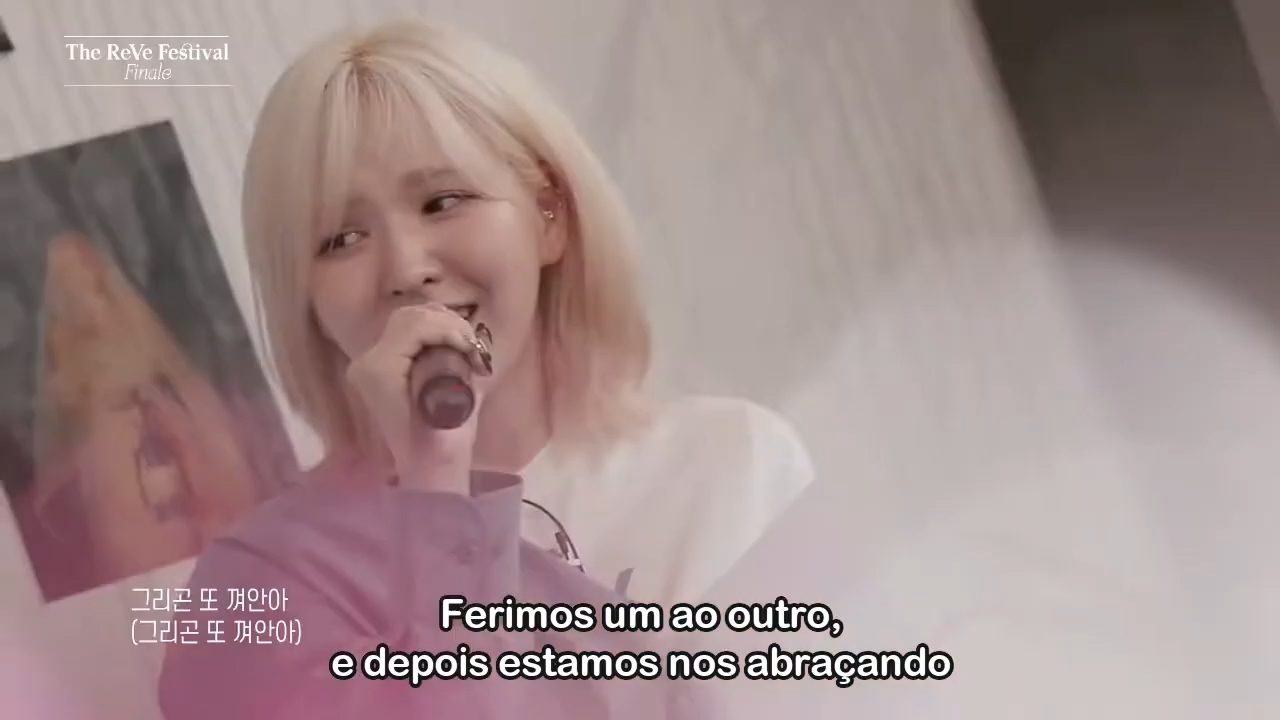 The ReVe Festival
Finale
그리곤 또 껴안아
(그리곤 또 껴안아)
Ferimos um ao outro,
e depois estamos nos abraçando